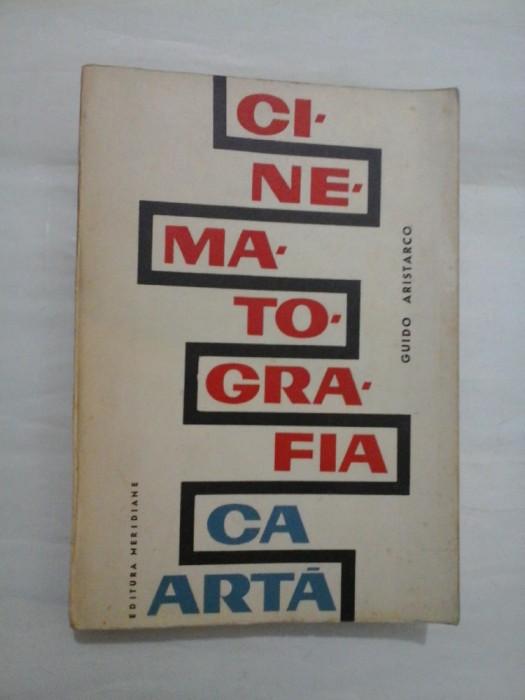 CI-
NE-
MA-
TO-
GRA-
FIA
CA
ARTĂ
GUIDO ARISTARCO
EDITURA MERIDIANE